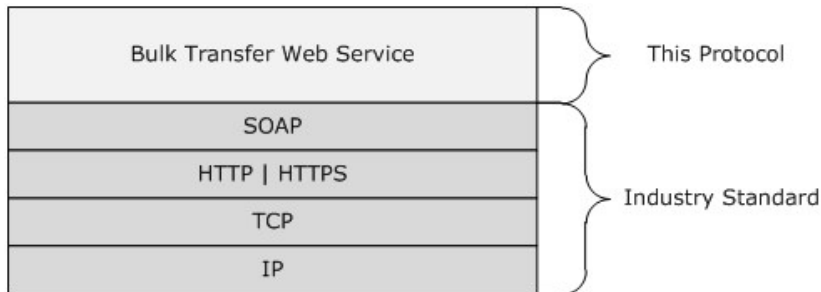 Bulk Transfer Web Service
This Protocol
SOAP
HTTP | HTTPS
Industry Standard
TCP
IP